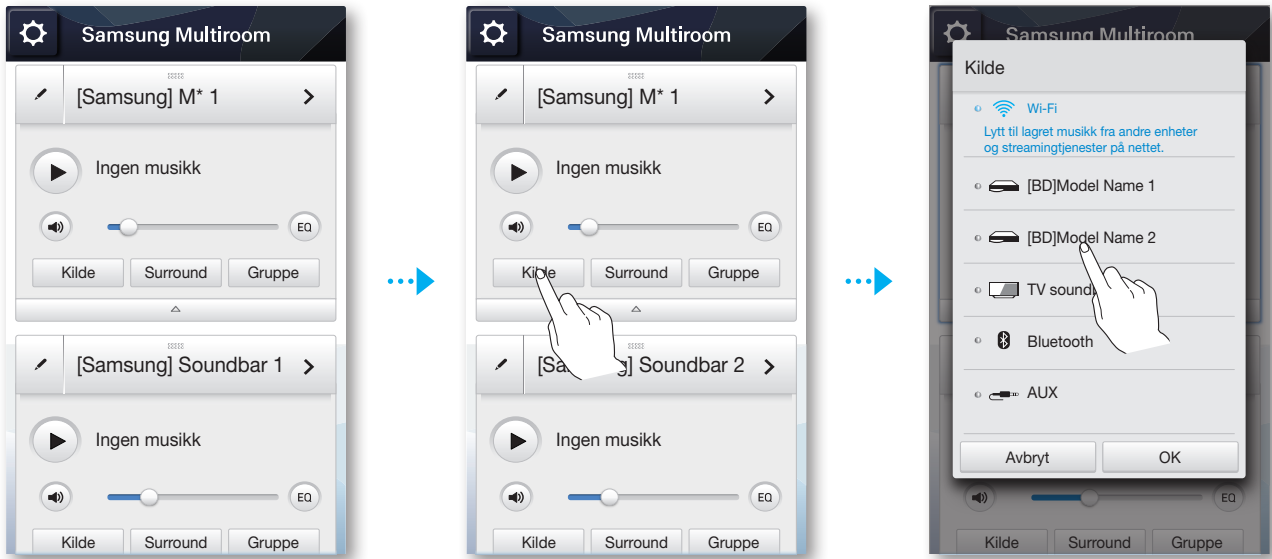 Samsung Multiroom
[Samsung] M* 1
Ingen musikk
EQ
Kilde Surround Gruppe
[Samsung] Soundbar 1
Ingen musikk
EQ
Kilde Surround Gruppe
Samsung Multiroom
[Samsung] M* 1
Ingen musikk
EQ
Kilde Surround Gruppe
Soundbar 2
Ingen musikk
EQ
Kilde Surround Gruppe
Samsung Multiroom
Kilde
Wi-Fi
Lytt til lagret musikk fra andre enheter
og streamingtjenester på nettet.
[BD]Model Name 1
[BD]Model Name 2
TV
Bluetooth
AUX
Avbryt OK
EQ
Kilde Surround Gruppe